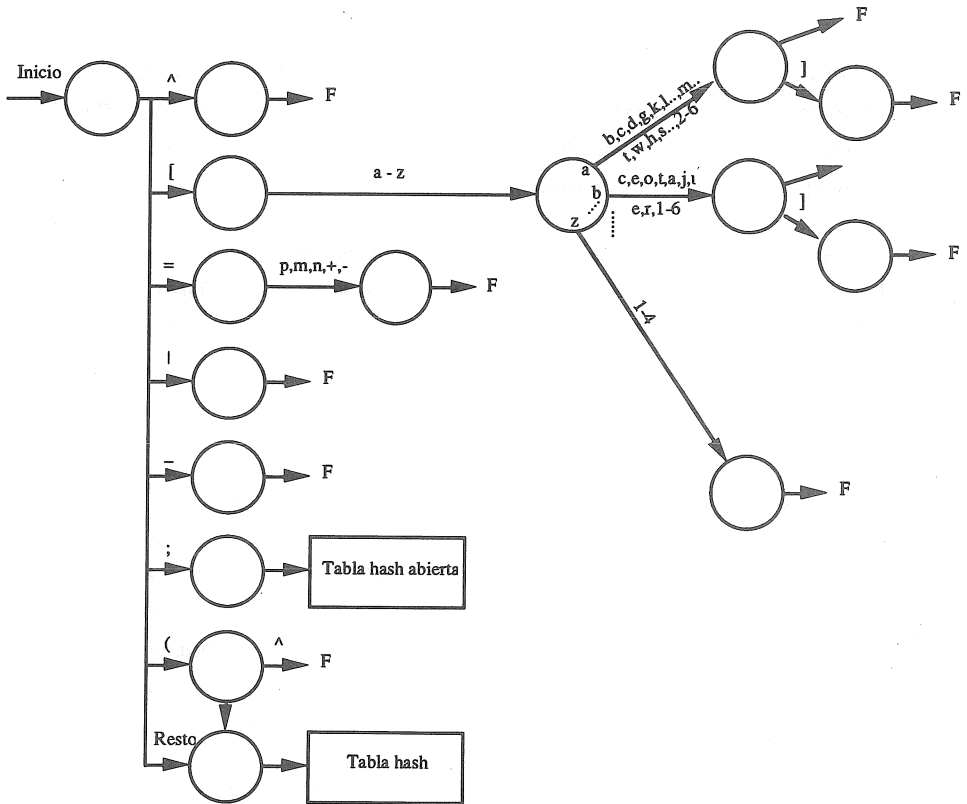 Inicio
^
F
[
a - z
a
b
z
b,c,d,g,k,l..,m..
t,w,h,s..,2-6
F
]
F
c,e,o,t,a,j,ı
e,r,1-6
]
F
1-4
F
=
p,m,n,+,-
F
|
F
_
F
;
Tabla hash abierta
(
^
F
Resto
Tabla hash